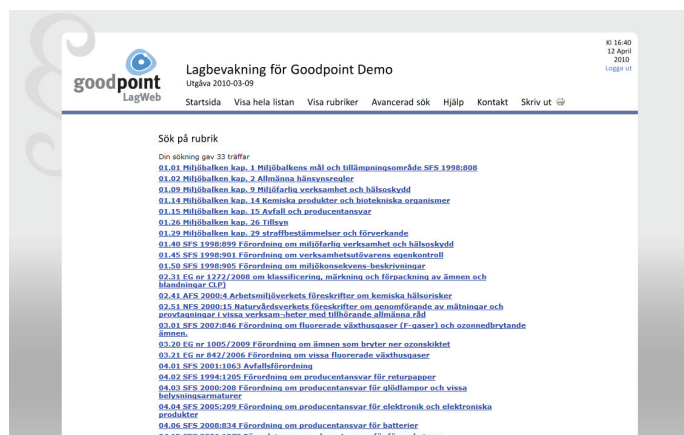 Kl 16:40
12 April
2010
Logga ut
goodpoint
LagWeb
Lagbevakning för Goodpoint Demo
Utgåva 2010-03-09
Startsida Visa hela listan Visa rubriker Avancerad sök Hjälp Kontakt Skriv ut
Sök på rubrik
Din sökning gav 33 träffar
01.01 Miljöbalken kap. 1 Miljöbalkens mål och tillämpningsområde SFS 1998:808
01.02 Miljöbalken kap. 2 Allmänna hänsynsregler
01.09 Miljöbalken kap. 9 Miljöfarlig verksamhet och hälsoskydd
01.14 Miljöbalken kap. 14 Kemiska produkter och biotekniska organismer
01.15 Miljöbalken kap. 15 Avfall och producentansvar
01.26 Miljöbalken kap. 26 Tillsyn
01.29 Miljöbalken kap. 29 straffbestämmelser och förverkande
01.40 SFS 1998:899 Förordning om miljöfarlig verksamhet och hälsoskydd
01.45 SFS 1998:901 Förordning om verksamhetsutövarens egenkontroll
01.50 SFS 1998:905 Förordning om miljökonsekvens-beskrivningar
02.31 EG nr 1272/2008 om klassificering, märkning och förpackning av ämnen och
blandningar CLP)
02.41 AFS 2000:4 Arbetsmiljöverkets föreskrifter om kemiska hälsorisker
02.51 NFS 2000:15 Naturvårdsverkets föreskrifter om genomförande av mätningar och
provtagningar i vissa verksam-¬heter med tillhörande allmänna råd
03.01 SFS 2007:846 Förordning om fluorerade växthusgaser (F-gaser) och ozonnedbrytande
ämnen.
03.20 EG nr 1005/2009 Förordning om ämnen som bryter ner ozonskiktet
03.21 EG nr 842/2006 Förordning om vissa fluorerade växthusgaser
04.01 SFS 2001:1063 Avfallsförordning
04.02 SFS 1994:1205 Förordning om producentansvar för returpapper
04.03 SFS 2000:208 Förordning om producentansvar för glödlampor och vissa
belysningsarmaturer
04.04 SFS 2005:209 Förordning om producentansvar för elektronik och elektroniska
produkter
04.06 SFS 2008:834 Förordning om producentansvar för batterier